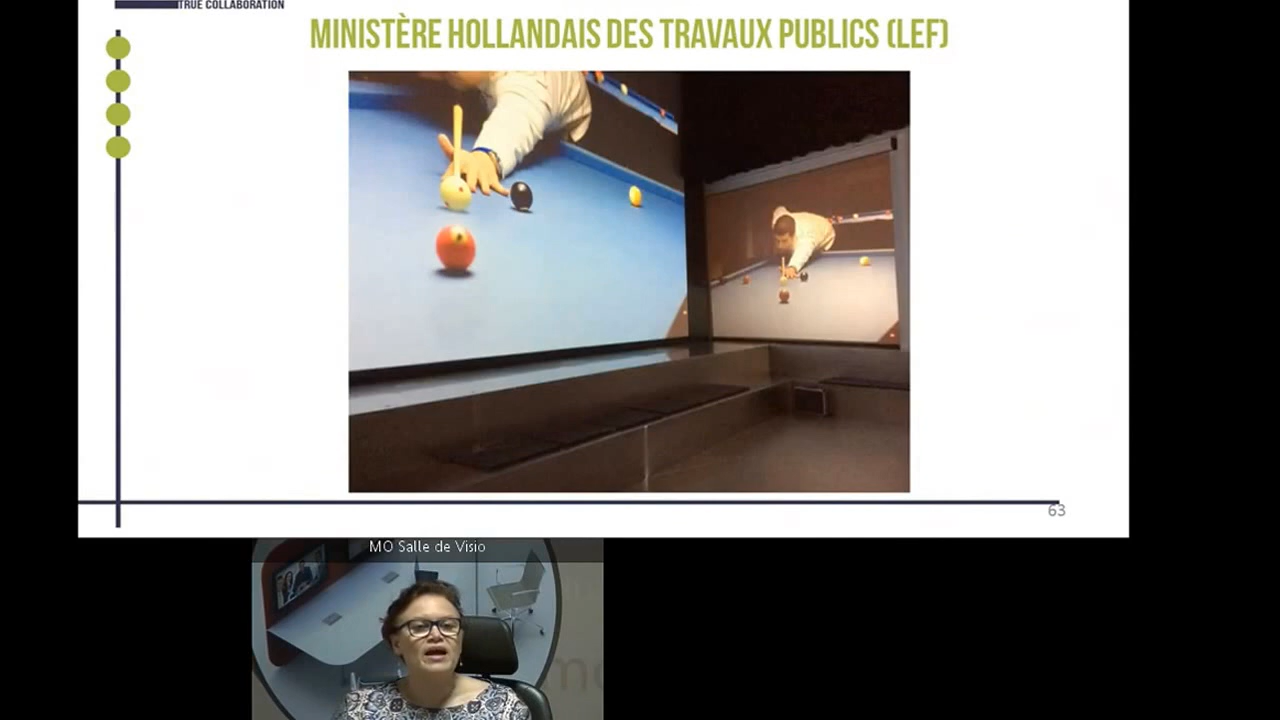 TRUE COLLABORATION
MINISTÈRE HOLLANDAIS DES TRAVAUX PUBLICS (LEF)
63
MO Salle de Visio